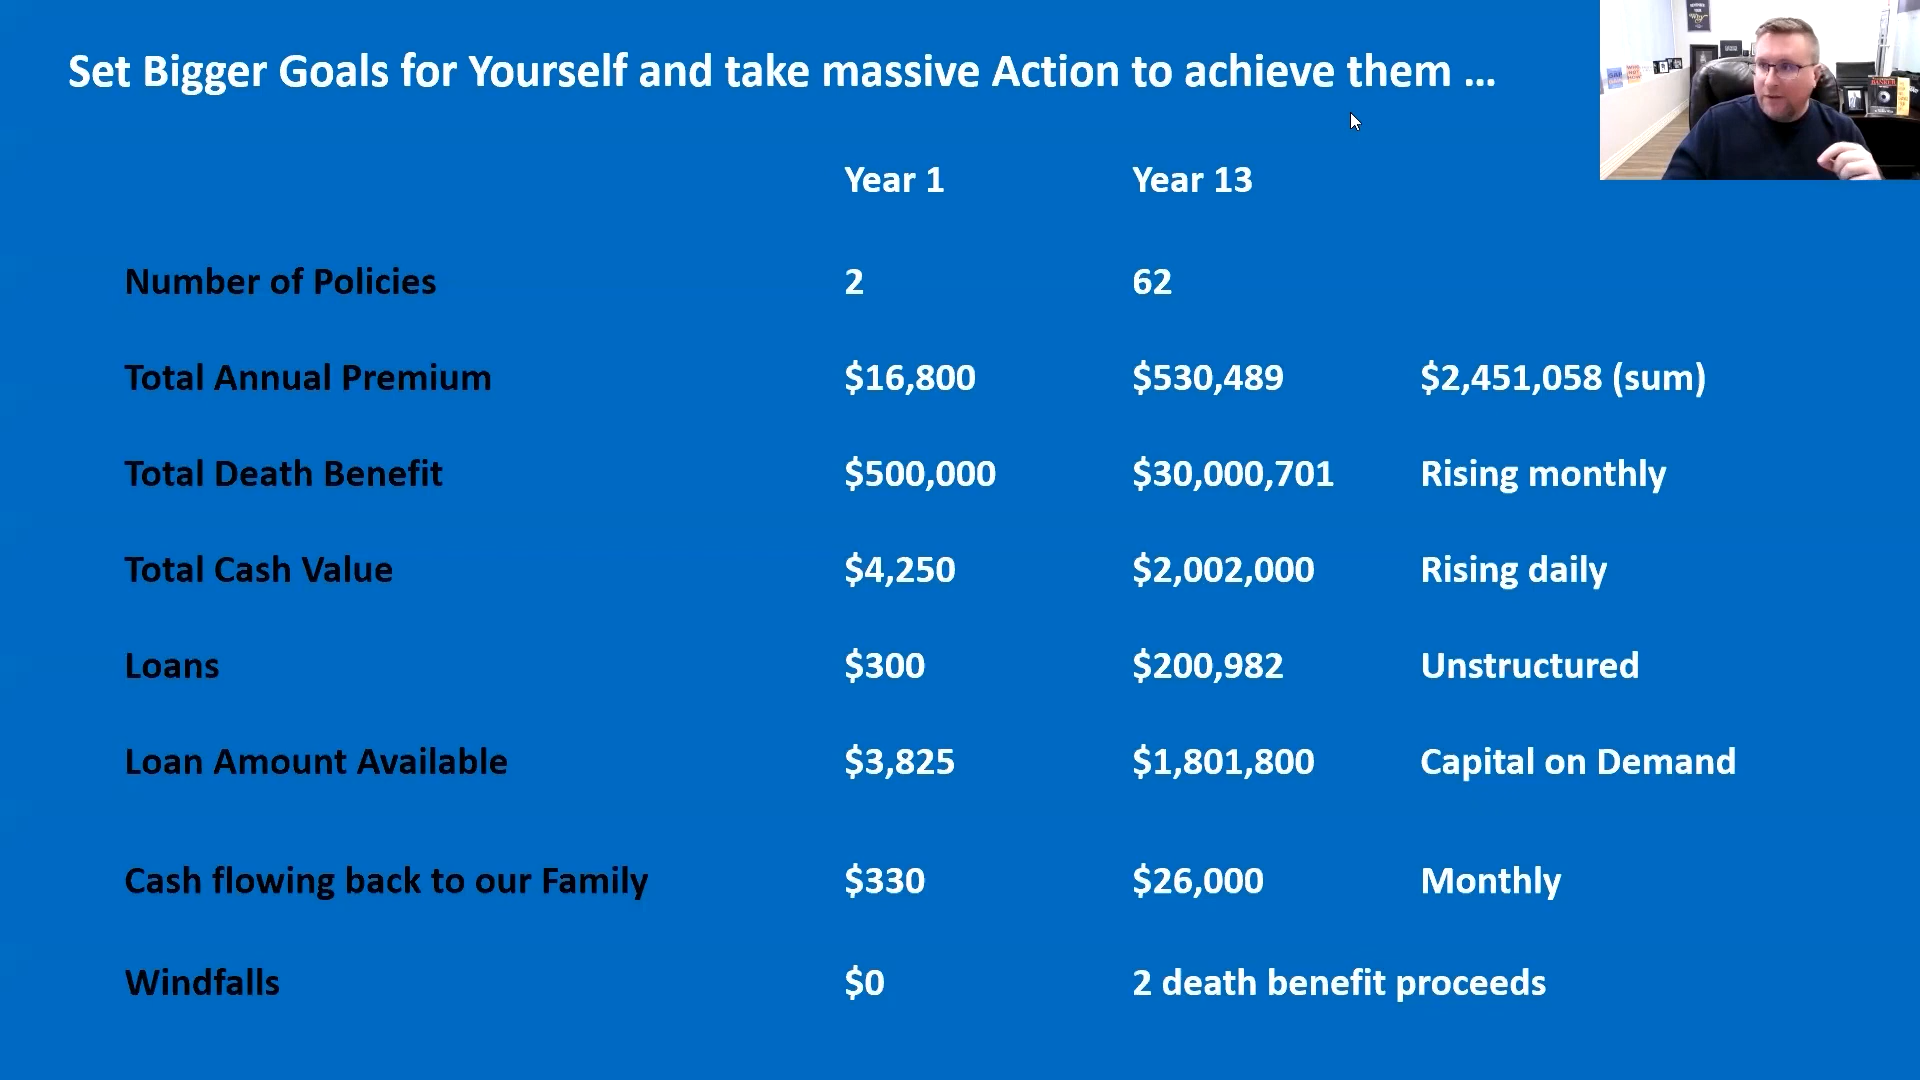 Set Bigger Goals for Yourself and take massive Action to achieve them ...
Year 1 Year 13
Number of Policies 2 62
Total Annual Premium $16,800 $530,489 $2,451,058 (sum)
Total Death Benefit $500,000 $30,000,701 Rising monthly
Total Cash Value $4,250 $2,002,000 Rising daily
Loans $300 $200,982 Unstructured
Loan Amount Available $3,825 $1,801,800 Capital on Demand
Cash flowing back to our Family $330 $26,000 Monthly
Windfalls $0 2 death benefit proceeds